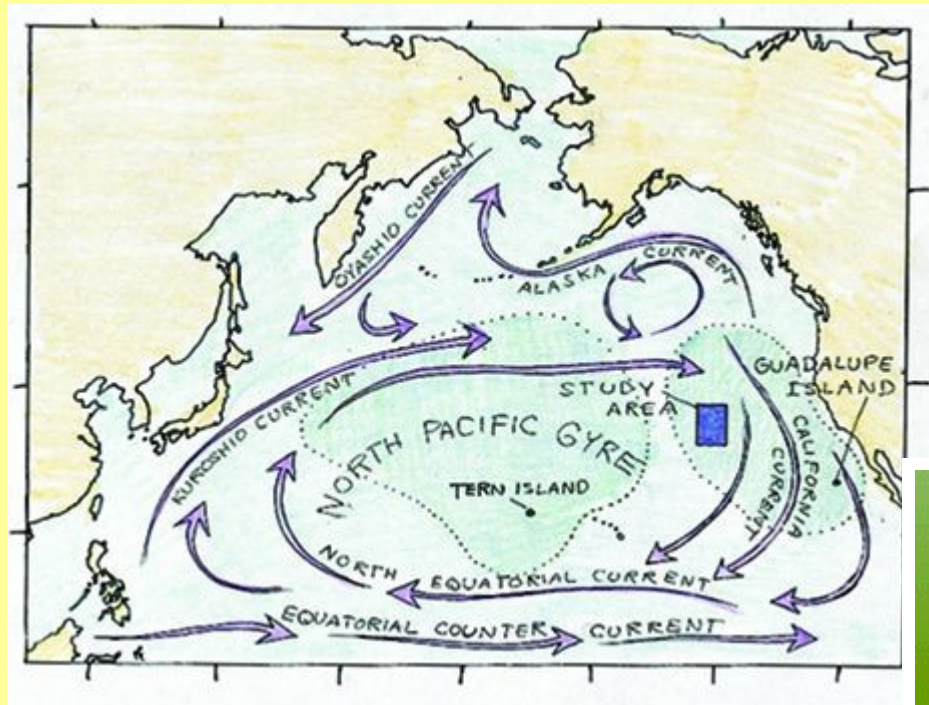 OYASHIO CURRENT
ALASKA CURRENT
GUADALUPE
ISLAND
STUDY
AREA
KUROSHIO CURRENT
CALIFORNIA
CURRENT
NORTH PACIFIC GYRE
TERN ISLAND
NORTH EQUATORIAL CURRENT
EQUATORIAL COUNTER CURRENT